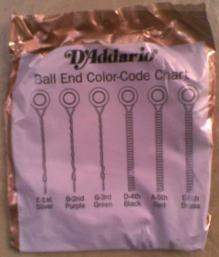 D'Addario
Ball End Color-Code Chart
E-1st B-2nd G-3rd D-4th A-5th E-6th
Silver Purple Green Black Red Brass